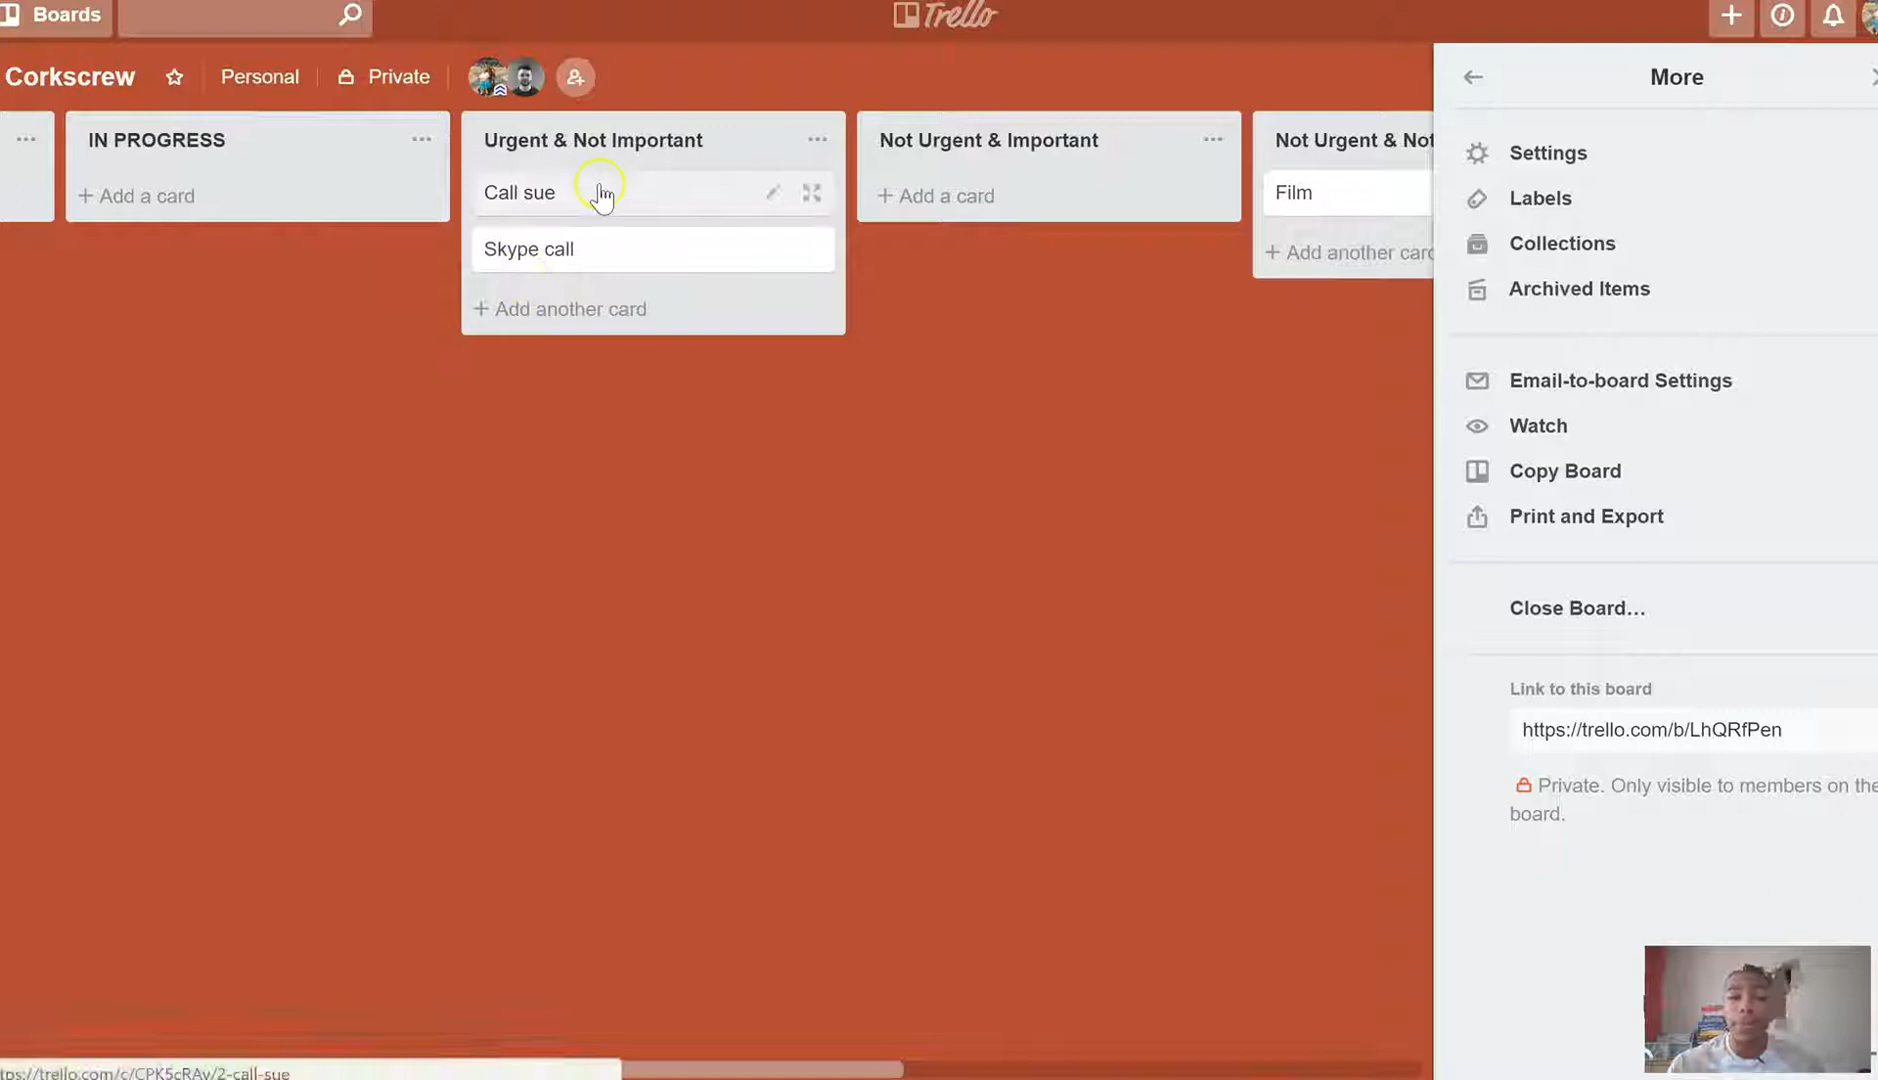 Boards
Trello
Corkscrew
Personal
Private
IN PROGRESS
+ Add a card
Urgent & Not Important
Call sue
Skype call
+ Add another card
Not Urgent & Important
+ Add a card
Not Urgent & Not
Film
+ Add another card
More
Settings
Labels
Collections
Archived Items
Email-to-board Settings
Watch
Copy Board
Print and Export
Close Board...
Link to this board
https://trello.com/b/LhQRfPen
Private. Only visible to members on the
board.
tps://trello.com/c/CPK5cRAv/2-call-sue